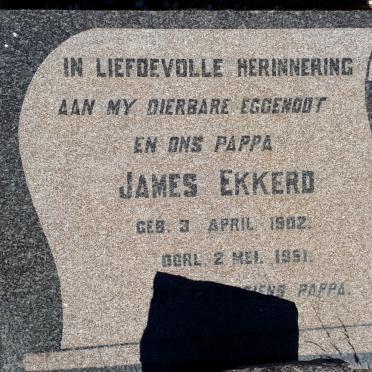 IN LIEFDEVOLLE HERINNERING
AAN MY DIERBARE EGGENOOT
EN ONS PAPPA
JAMES EKKERD
GEB. 3 APRIL 1902.
OORL. 2 MEI. 1951.
PAPPA.